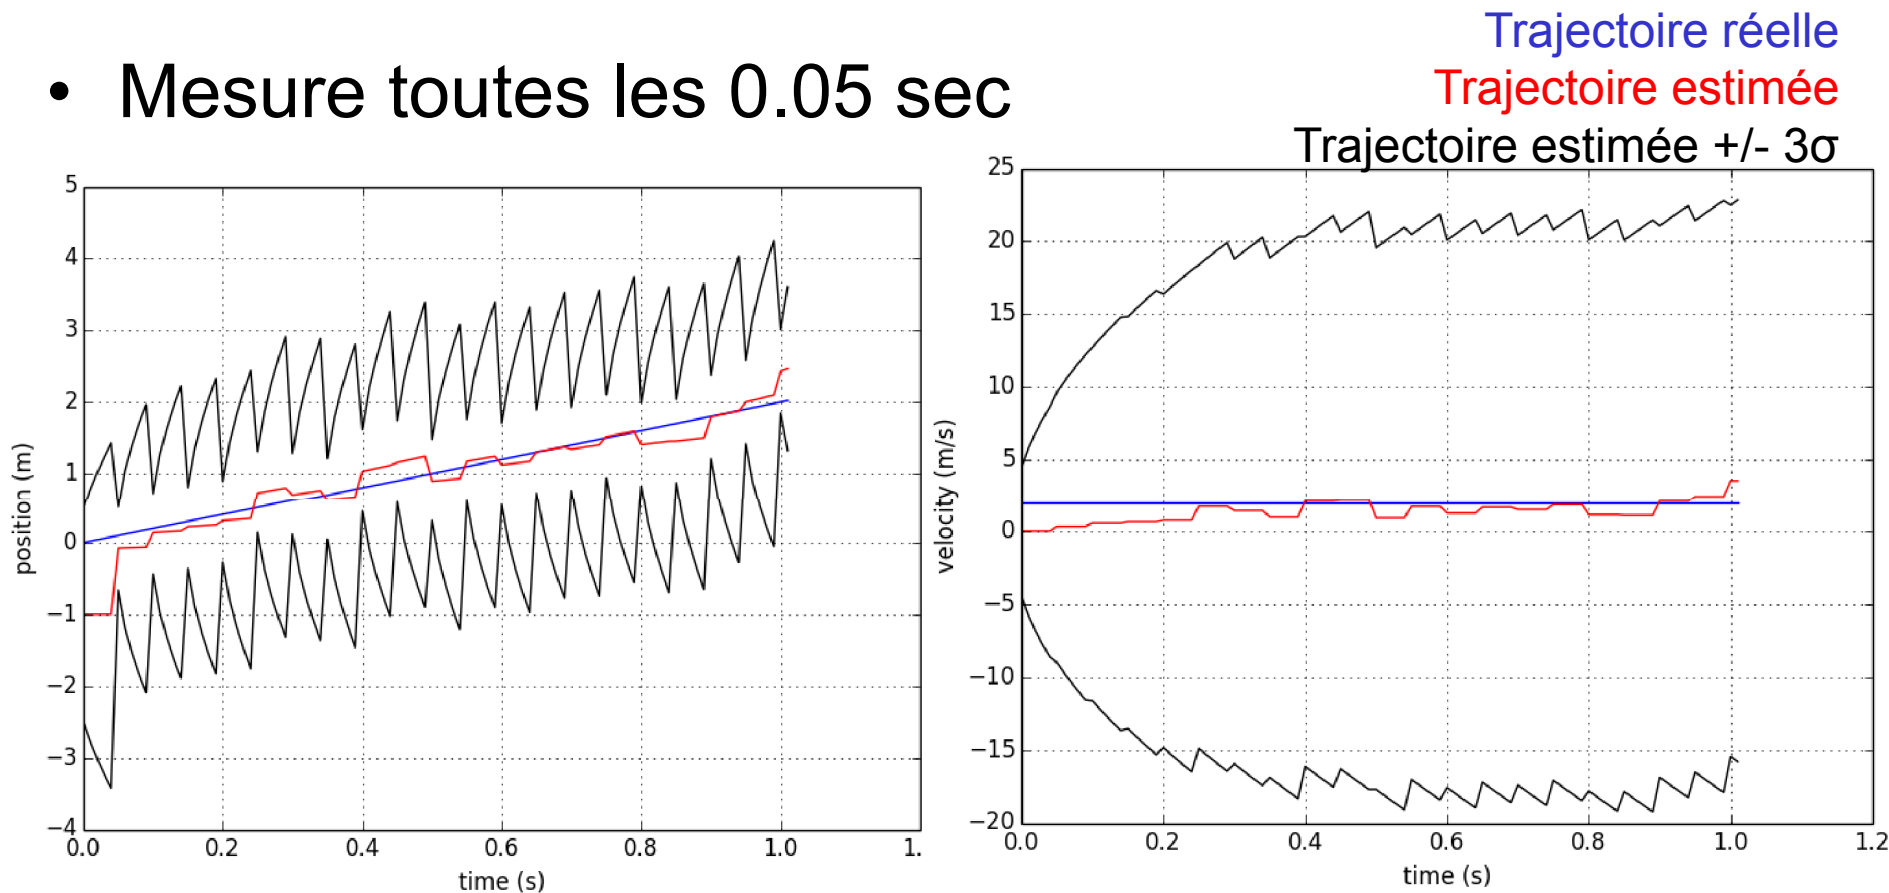 Trajectoire réelle
• Mesure toutes les 0.05 sec
Trajectoire estimée
Trajectoire estimée +/- 3σ
5
4
3
2
1
0
−1
−2
−3
−4
position (m)
0.0 0.2 0.4 0.6 0.8 1.0 1.
time (s)
25
20
15
10
5
0
−5
−10
−15
−20
velocity (m/s)
0.0 0.2 0.4 0.6 0.8 1.0 1.2
time (s)